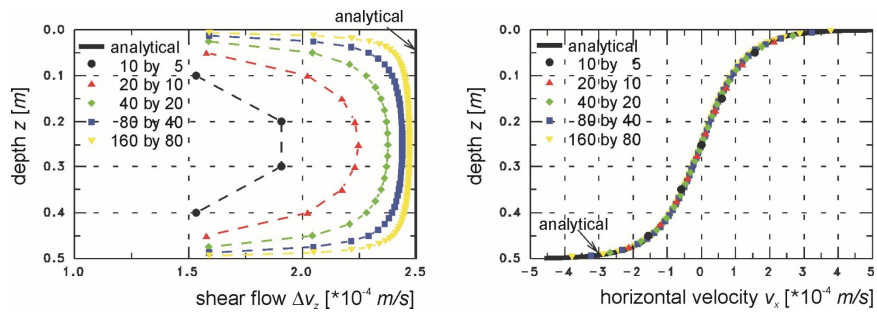 analytical
0.0
0.1
0.2
0.3
0.4
0.5
depth z [m]
analytical
10 by 5
20 by 10
40 by 20
80 by 40
160 by 80
1.0
1.5
2.0
2.5
shear flow Δv_z [*10⁻⁴ m/s]
0.0
0.1
0.2
0.3
0.4
0.5
depth z [m]
analytical
10 by 5
20 by 10
40 by 20
80 by 40
160 by 80
analytical
-5
-4
-3
-2
-1
0
1
2
3
4
5
horizontal velocity v_x [*10⁻⁴ m/s]